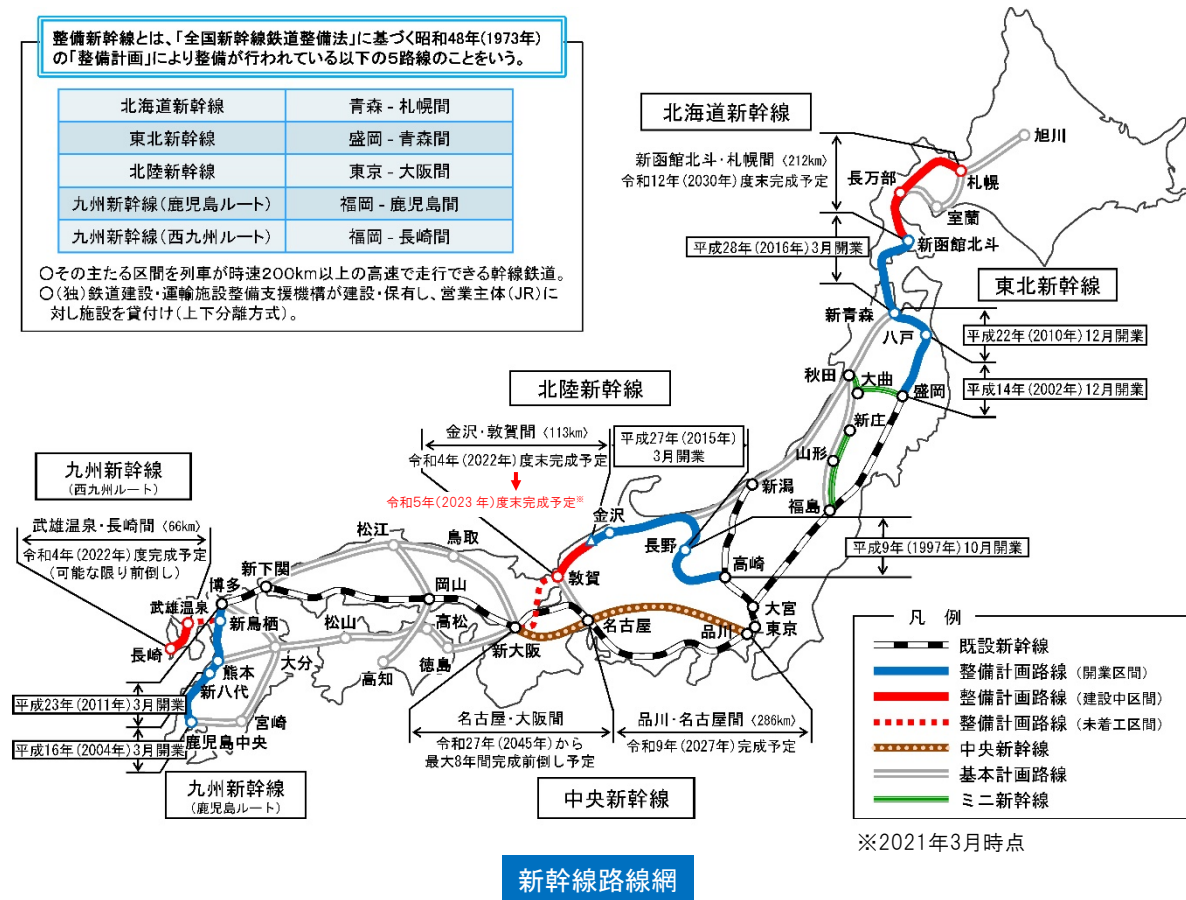 整備新幹線とは、「全国新幹線鉄道整備法」に基づく昭和48年(1973年)
の「整備計画」により整備が行われている以下の5路線のことをいう。
北海道新幹線 青森 - 札幌間
東北新幹線 盛岡 - 青森間
北陸新幹線 東京 - 大阪間
九州新幹線(鹿児島ルート) 福岡 - 鹿児島間
九州新幹線(西九州ルート) 福岡 - 長崎間
○その主たる区間を列車が時速200km以上の高速で走行できる幹線鉄道。
○(独)鉄道建設・運輸施設整備支援機構が建設・保有し、営業主体(JR)に
対し施設を貸付け(上下分離方式)。
北海道新幹線
新函館北斗・札幌間〈212km〉
令和12年(2030年)度末完成予定
旭川
札幌
長万部
室蘭
新函館北斗
平成28年(2016年)3月開業
東北新幹線
新青森
八戸
平成22年(2010年)12月開業
平成14年(2002年)12月開業
秋田
大曲
盛岡
新庄
山形
福島
新潟
北陸新幹線
金沢・敦賀間〈113km〉
令和4年(2022年)度末完成予定
令和5年(2023年)度末完成予定※
平成27年(2015年)
3月開業
金沢
長野
高崎
平成9年(1997年)10月開業
敦賀
大宮
東京
品川
名古屋
新大阪
九州新幹線
(西九州ルート)
武雄温泉・長崎間〈66km〉
令和4年(2022年)度完成予定
(可能な限り前倒し)
松江
鳥取
新下関
岡山
博多
武雄温泉
新鳥栖
長崎
松山
高松
徳島
高知
大分
熊本
新八代
宮崎
鹿児島中央
平成23年(2011年)3月開業
平成16年(2004年)3月開業
九州新幹線
(鹿児島ルート)
名古屋・大阪間
令和27年(2045年)から
最大8年間完成前倒し予定
品川・名古屋間〈286km〉
令和9年(2027年)完成予定
中央新幹線
凡 例
既設新幹線
整備計画路線(開業区間)
整備計画路線(建設中区間)
整備計画路線(未着工区間)
中央新幹線
基本計画路線
ミニ新幹線
※2021年3月時点
新幹線路線網